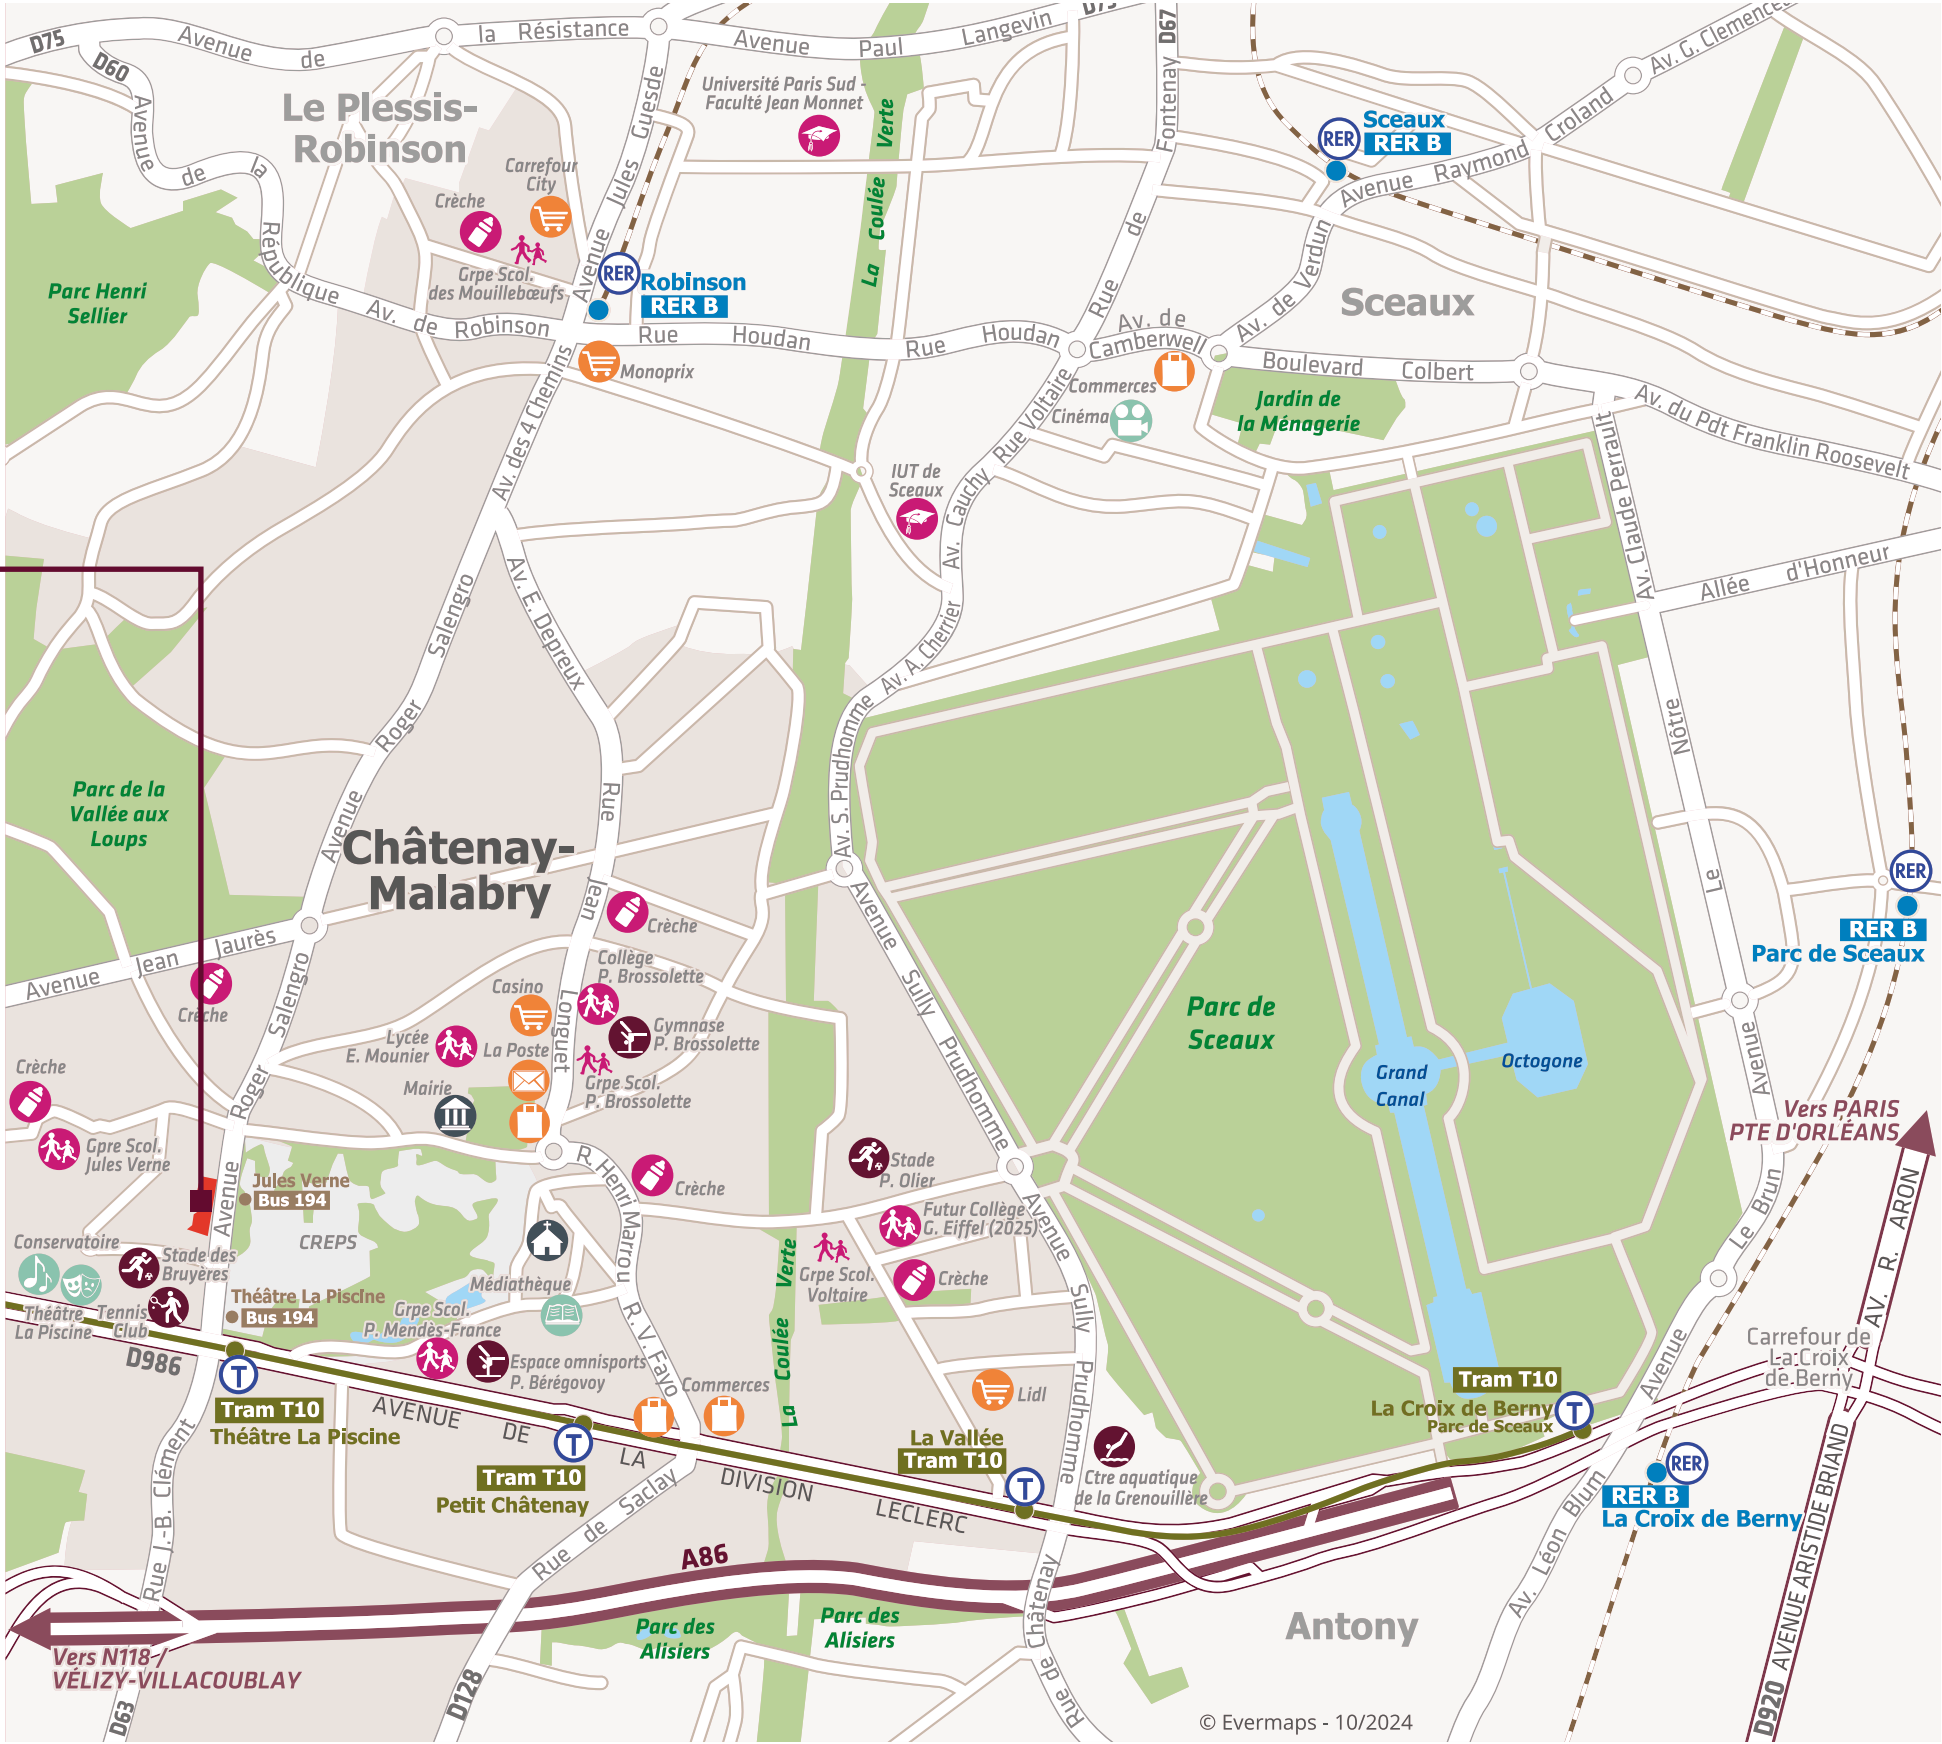 D75
Avenue de la Résistance
Avenue Paul Langevin
D75
D67
Av. G. Clemenceau
D60
Avenue de la République
Le Plessis-
Robinson
Avenue Jules Guesde
Université Paris Sud -
Faculté Jean Monnet
La Coulée Verte
Rue de Fontenay
RER
Sceaux
RER B
Avenue Raymond Croland
Carrefour
City
Crèche
Grpe Scol.
des Mouillebœufs
RER
Robinson
RER B
Parc Henri
Sellier
Av. de Robinson
Rue Houdan
Rue Houdan
Av. de
Camberwell
Av. de Verdun
Sceaux
Boulevard Colbert
Monoprix
Commerces
Cinéma
Jardin de
la Ménagerie
Av. du Pdt Franklin Roosevelt
Av. des 4 Chemins
Rue Voltaire
IUT de
Sceaux
Av. Cauchy
Av. Claude Perrault
Allée d'Honneur
Av. E. Depreux
Avenue Roger Salengro
Av. A. Cherrier
Av. S. Prudhomme
Avenue La Nôtre
Parc de la
Vallée aux
Loups
Châtenay-
Malabry
Rue Jean Longuet
RER
RER B
Parc de Sceaux
Avenue Jean Jaurès
Crèche
Crèche
Collège
P. Brossolette
Casino
Gymnase
P. Brossolette
Lycée
E. Mounier
La Poste
Grpe Scol.
P. Brossolette
Mairie
Avenue Sully Prudhomme
Parc de
Sceaux
Grand
Canal
Octogone
Crèche
Gpre Scol.
Jules Verne
Avenue Roger Salengro
Jules Verne
Bus 194
CREPS
R. Henri Marrou
Crèche
Stade
P. Olier
Futur Collège
G. Eiffel (2025)
Grpe Scol.
Voltaire
Crèche
Vers PARIS
PTE D'ORLÉANS
Avenue Le Brun
AV. R. ARON
Conservatoire
Stade des
Bruyères
Théâtre
La Piscine
Tennis
Club
Théâtre La Piscine
Bus 194
Médiathèque
Grpe Scol.
P. Mendès-France
Espace omnisports
P. Bérégovoy
R. V. Fayo
Commerces
La Coulée Verte
Lidl
Avenue Sully Prudhomme
Carrefour de
La Croix
de Berny
D986
T
Tram T10
Théâtre La Piscine
AVENUE DE LA DIVISION LECLERC
T
Tram T10
Petit Châtenay
La Vallée
Tram T10
T
Ctre aquatique
de la Grenouillère
Tram T10
La Croix de Berny
Parc de Sceaux
T
RER
RER B
La Croix de Berny
Rue J.-B. Clément
Rue de Saclay
A86
Av. Léon Blum
AVENUE ARISTIDE BRIAND
Parc des
Alisiers
Parc des
Alisiers
Rue de Châtenay
Antony
Vers N118 /
VÉLIZY-VILLACOUBLAY
D63
D128
D920
© Evermaps - 10/2024